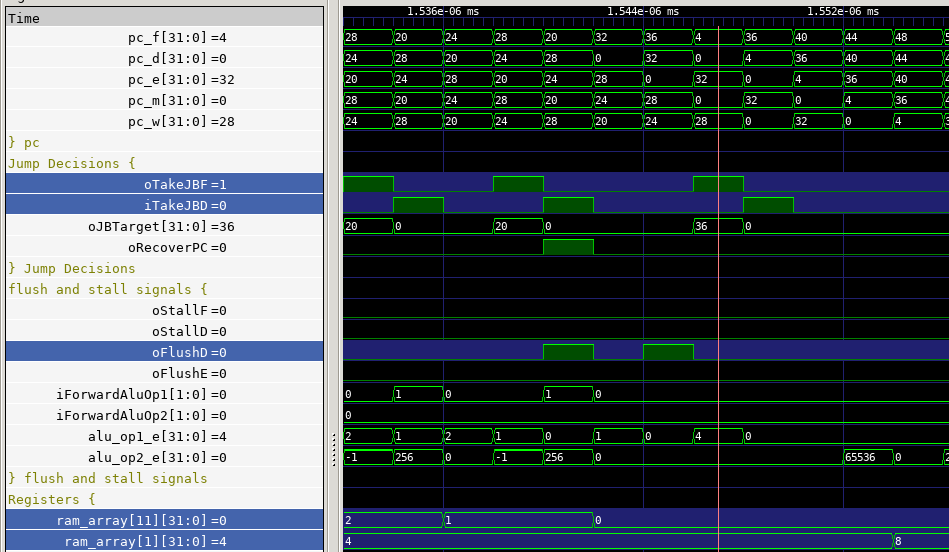 Time 1.536e-06 ms 1.544e-06 ms 1.552e-06 ms
pc_f[31:0]=4 28 20 24 28 20 32 36 4 36 40 44 48
pc_d[31:0]=0 24 28 20 24 28 0 32 0 4 36 40 44
pc_e[31:0]=32 20 24 28 20 24 28 0 32 0 4 36 40
pc_m[31:0]=0 28 20 24 28 20 24 28 0 32 0 4 36
pc_w[31:0]=28 24 28 20 24 28 20 24 28 0 32 0 4
} pc
Jump Decisions {
oTakeJBF=1
iTakeJBD=0
oJBTarget[31:0]=36 20 0 20 0 36 0
oRecoverPC=0
} Jump Decisions
flush and stall signals {
oStallF=0
oStallD=0
oFlushD=0
oFlushE=0
iForwardAluOp1[1:0]=0 0 1 0 1 0
iForwardAluOp2[1:0]=0 0
alu_op1_e[31:0]=4 2 1 2 1 0 1 0 4 0
alu_op2_e[31:0]=0 -1 256 0 -1 256 0 65536 0
} flush and stall signals
Registers {
ram_array[11][31:0]=0 2 1 0
ram_array[1][31:0]=4 4 8